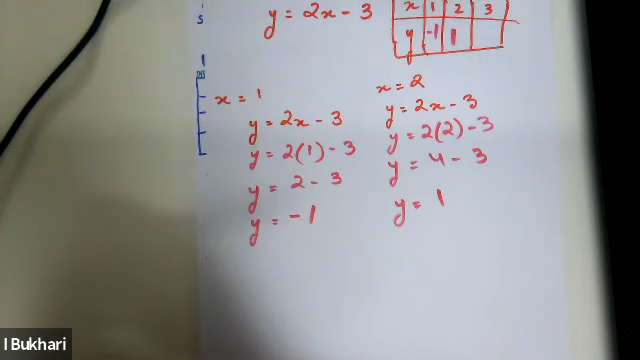 s
1
y = 2x - 3
x 1 2 3
y -1 1
x = 1
y = 2x - 3
y = 2(1) - 3
y = 2 - 3
y = -1
x = 2
y = 2x - 3
y = 2(2) - 3
y = 4 - 3
y = 1
I Bukhari